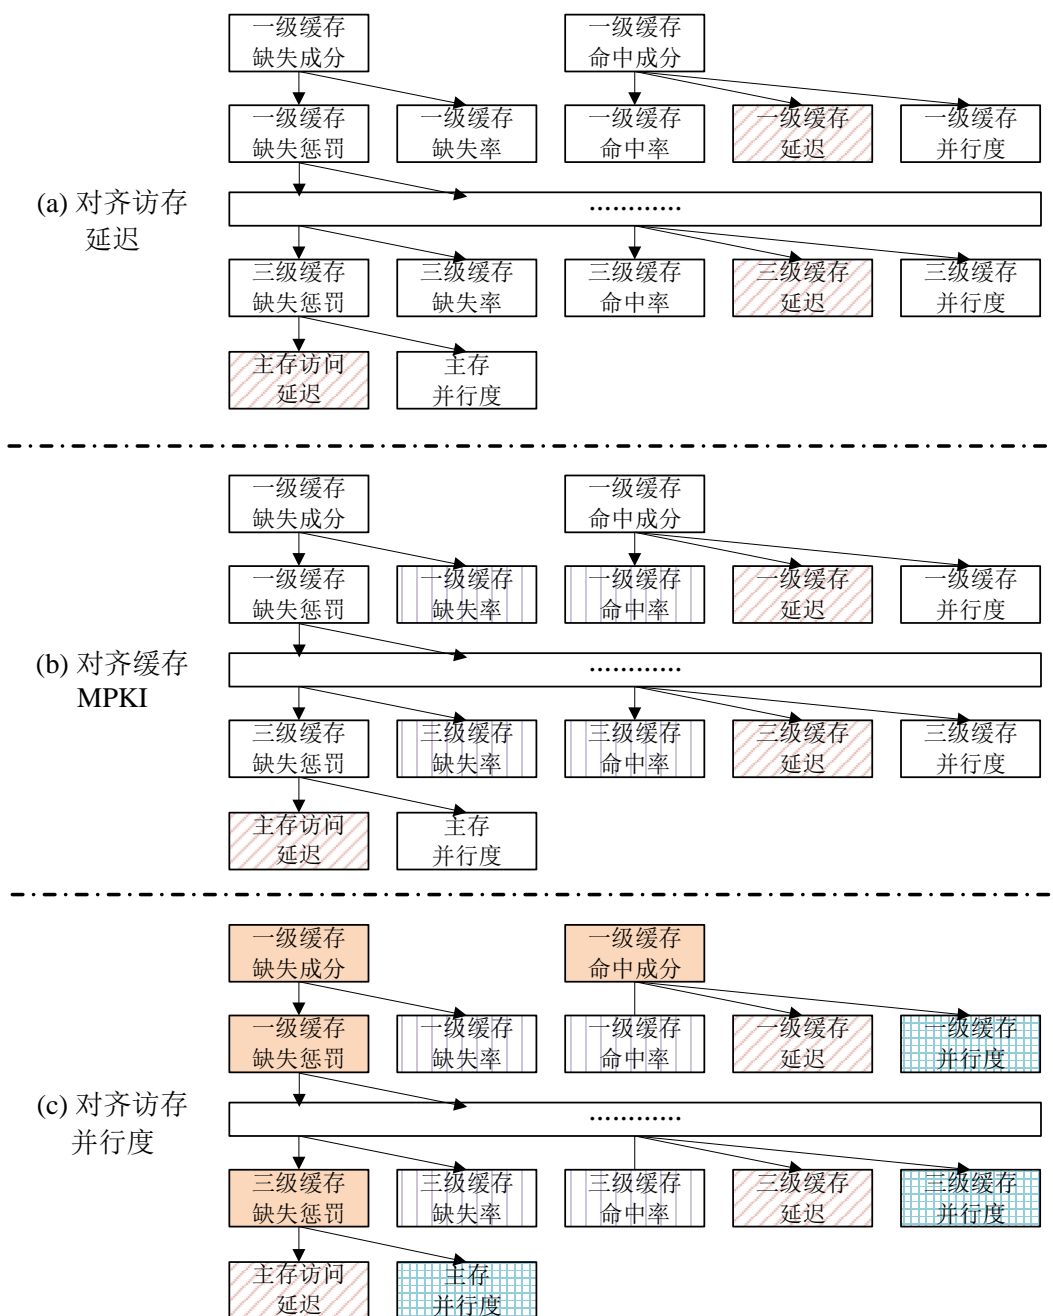 一级缓存
缺失成分
一级缓存
命中成分
一级缓存
缺失惩罚
一级缓存
缺失率
一级缓存
命中率
一级缓存
延迟
一级缓存
并行度
(a) 对齐访存
延迟
…………
三级缓存
缺失惩罚
三级缓存
缺失率
三级缓存
命中率
三级缓存
延迟
三级缓存
并行度
主存访问
延迟
主存
并行度
一级缓存
缺失成分
一级缓存
命中成分
一级缓存
缺失惩罚
一级缓存
缺失率
一级缓存
命中率
一级缓存
延迟
一级缓存
并行度
(b) 对齐缓存
MPKI
…………
三级缓存
缺失惩罚
三级缓存
缺失率
三级缓存
命中率
三级缓存
延迟
三级缓存
并行度
主存访问
延迟
主存
并行度
一级缓存
缺失成分
一级缓存
命中成分
一级缓存
缺失惩罚
一级缓存
缺失率
一级缓存
命中率
一级缓存
延迟
一级缓存
并行度
(c) 对齐访存
并行度
…………
三级缓存
缺失惩罚
三级缓存
缺失率
三级缓存
命中率
三级缓存
延迟
三级缓存
并行度
主存访问
延迟
主存
并行度